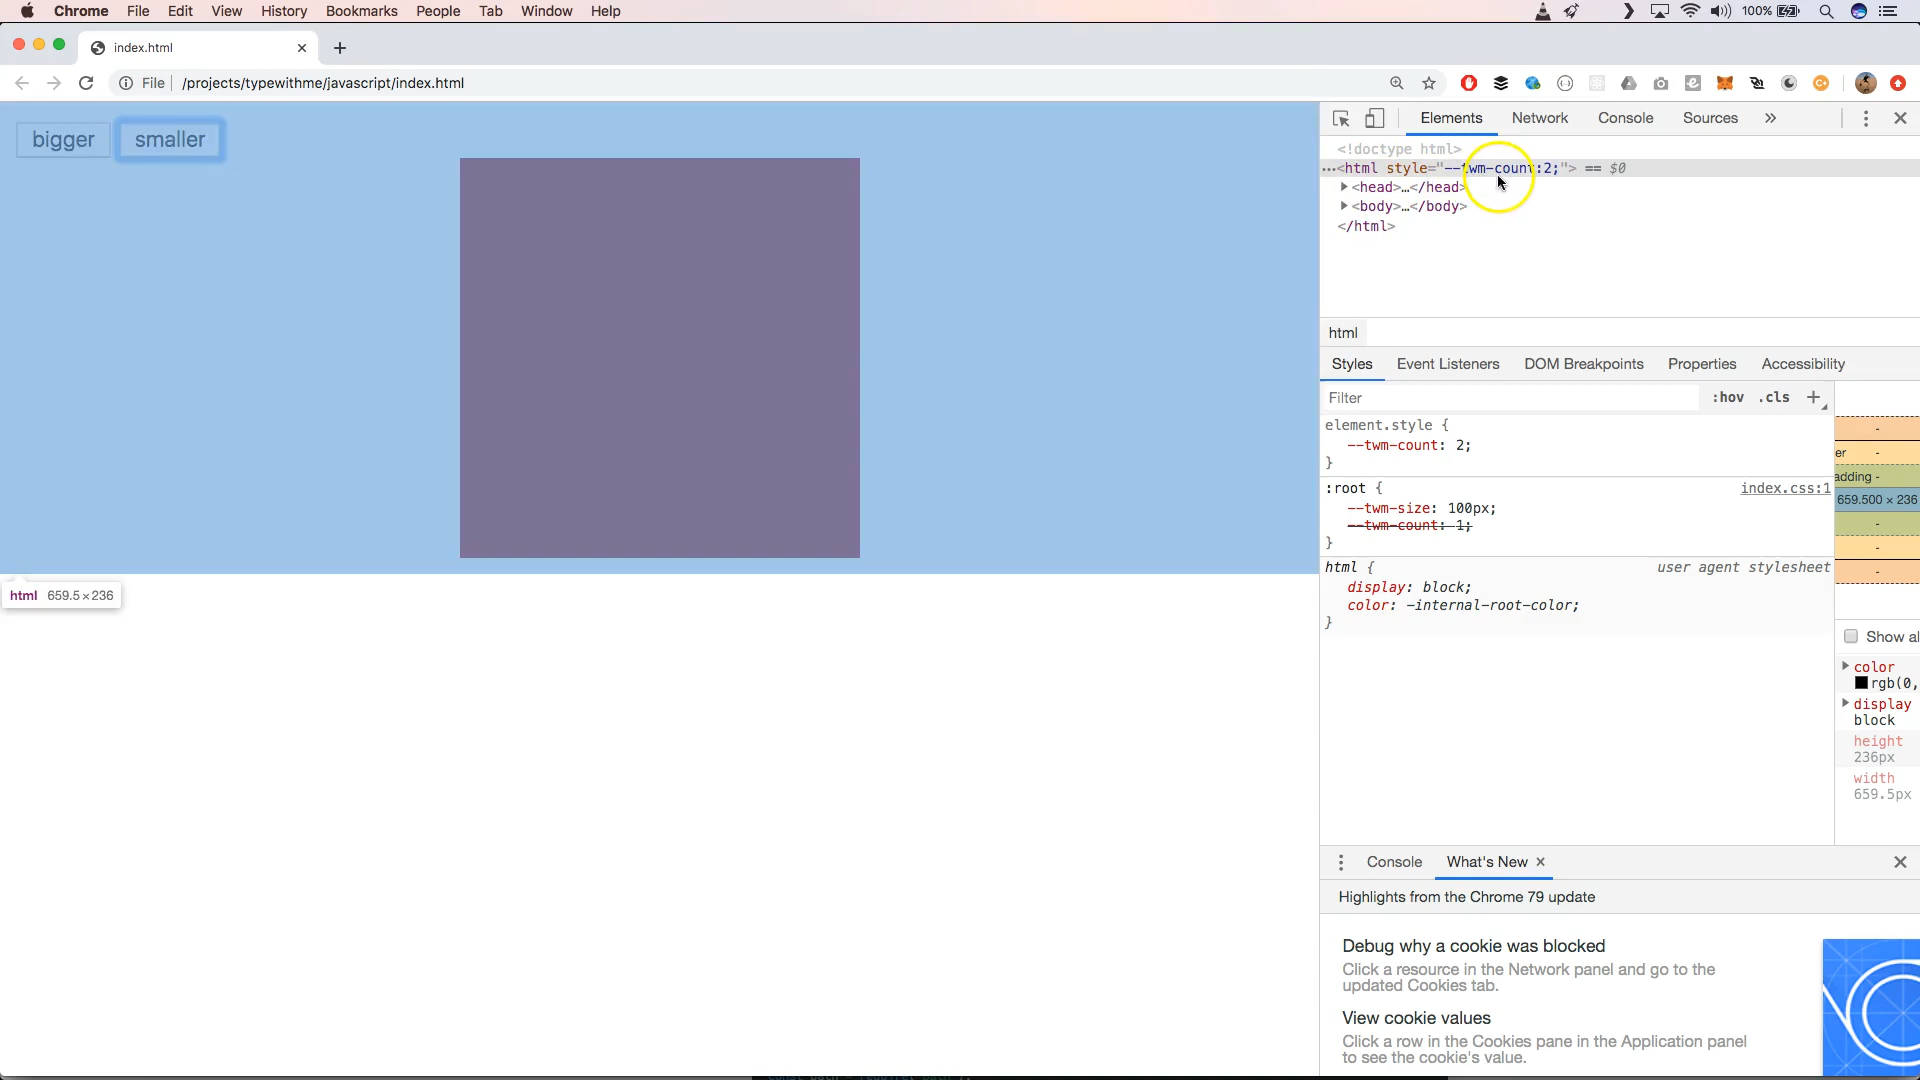 Chrome File Edit View History Bookmarks People Tab Window Help 100%
index.html
File /projects/typewithme/javascript/index.html
bigger smaller
Elements Network Console Sources
<!doctype html>
<html style="--twm-count:2;"> == $0
<head>…</head>
<body>…</body>
</html>
html
Styles Event Listeners DOM Breakpoints Properties Accessibility
Filter :hov .cls
element.style {
--twm-count: 2;
}
:root { index.css:1
--twm-size: 100px;
--twm-count: 1;
}
html { user agent stylesheet
display: block;
color: -internal-root-color;
}
-
er -
adding -
659.500 × 236
-
-
-
Show al
color
rgb(0,
display
block
height
236px
width
659.5px
html 659.5×236
Console What's New
Highlights from the Chrome 79 update
Debug why a cookie was blocked
Click a resource in the Network panel and go to the
updated Cookies tab.
View cookie values
Click a row in the Cookies pane in the Application panel
to see the cookie's value.